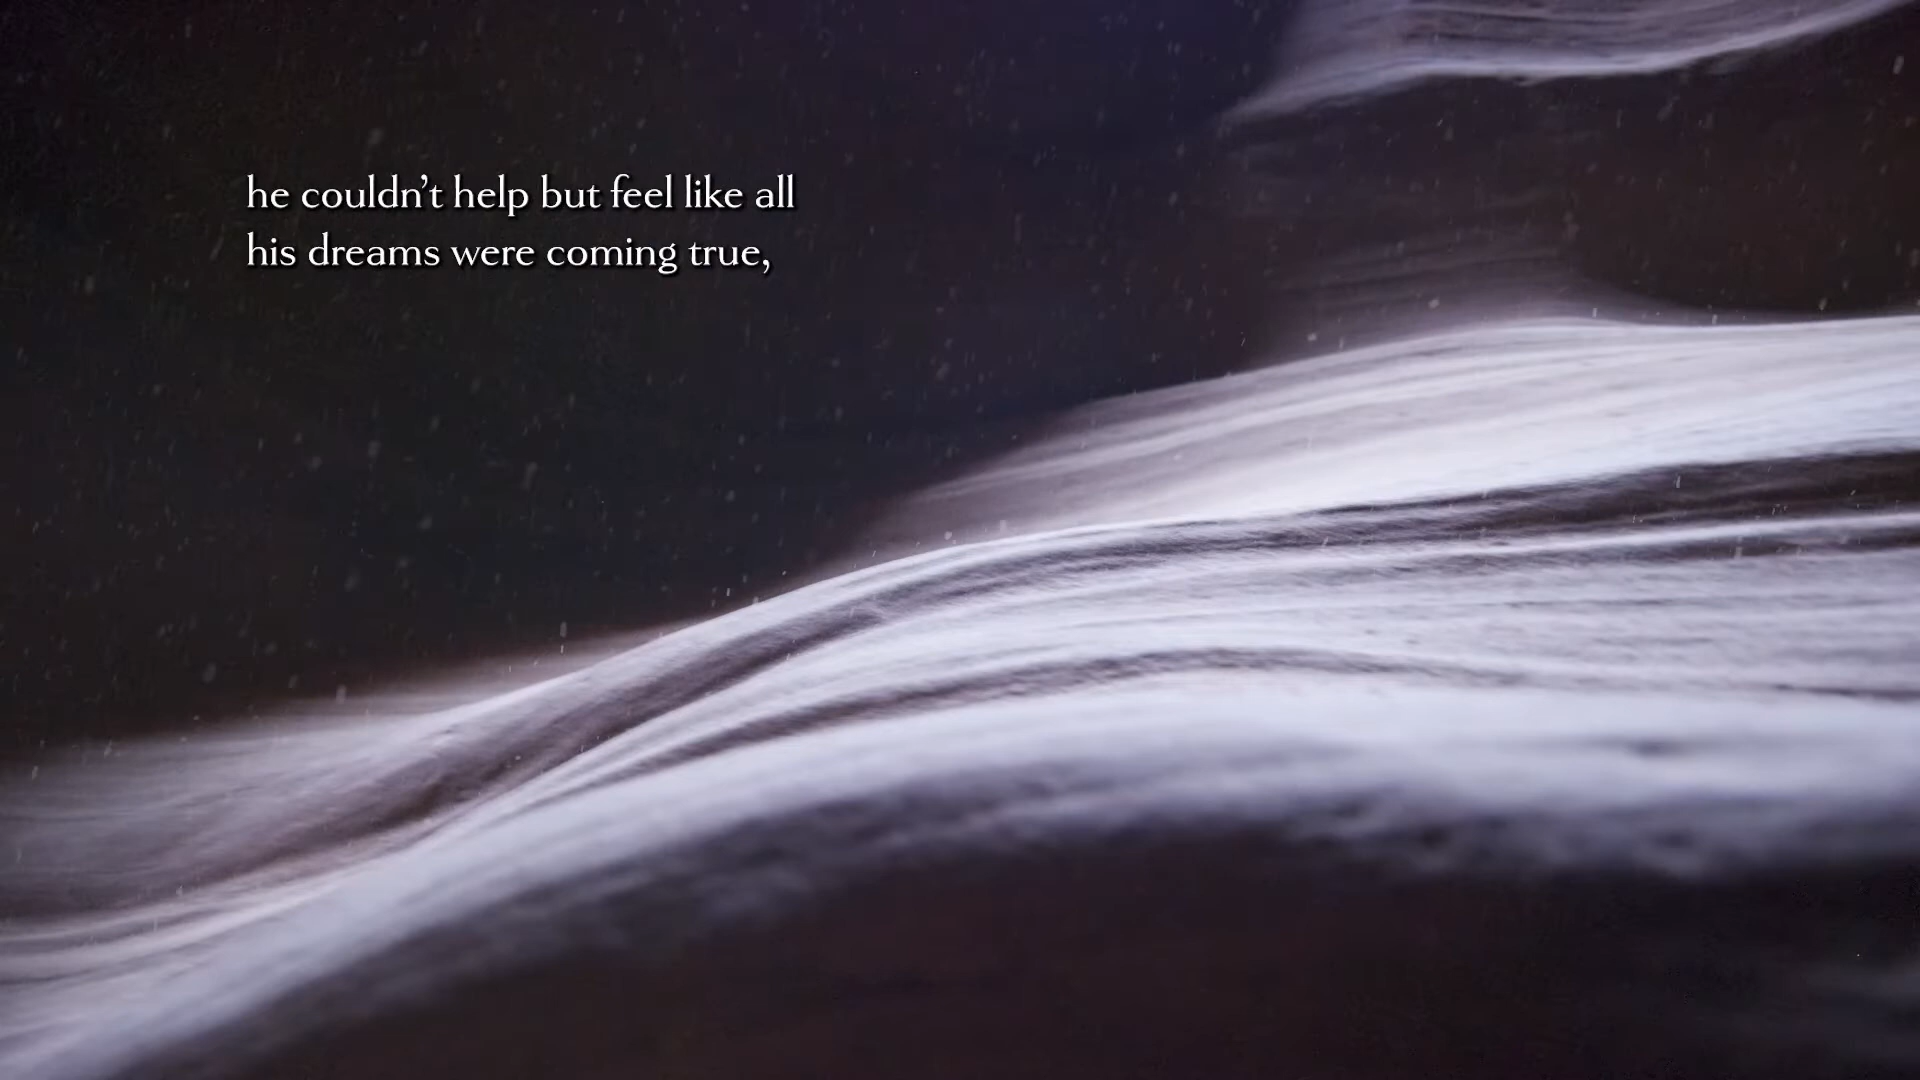 he couldn’t help but feel like all
his dreams were coming true,